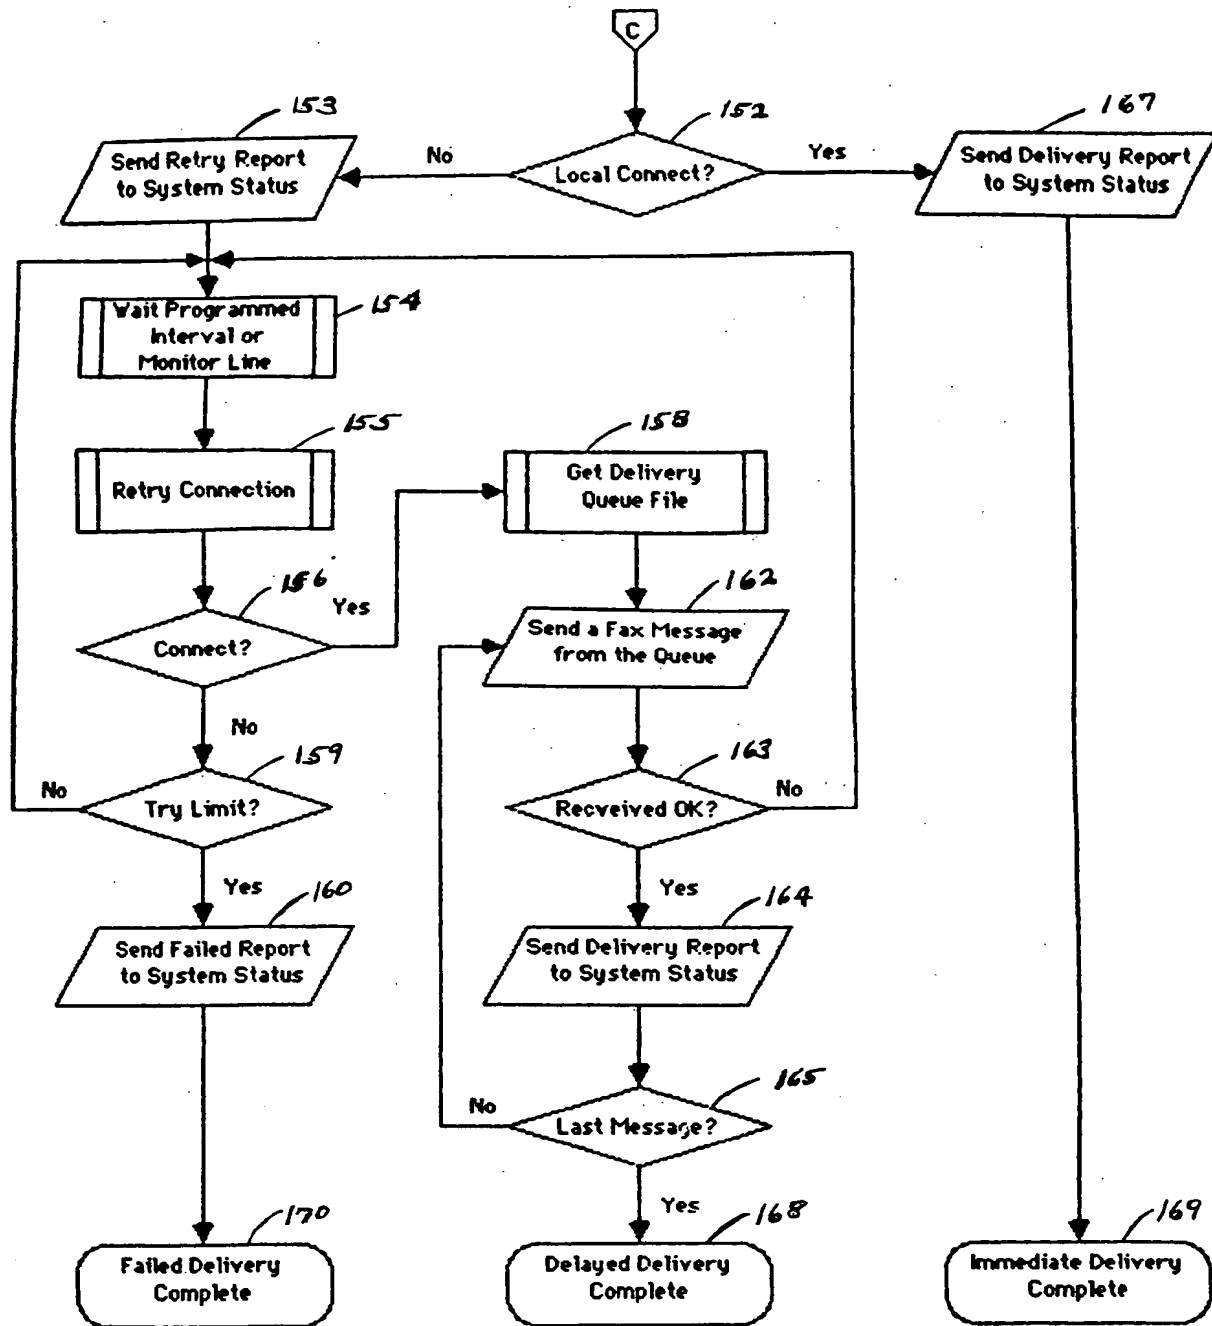 C
153
152
167
Send Retry Report
to System Status
No
Local Connect?
Yes
Send Delivery Report
to System Status
Wait Programmed
Interval or
Monitor Line
154
155
Retry Connection
158
Get Delivery
Queue File
156
Connect?
Yes
162
Send a Fax Message
from the Queue
No
159
No
Try Limit?
163
Recveived OK?
No
Yes
160
Send Failed Report
to System Status
Yes
164
Send Delivery Report
to System Status
165
No
Last Message?
Yes
170
Failed Delivery
Complete
168
Delayed Delivery
Complete
169
Immediate Delivery
Complete